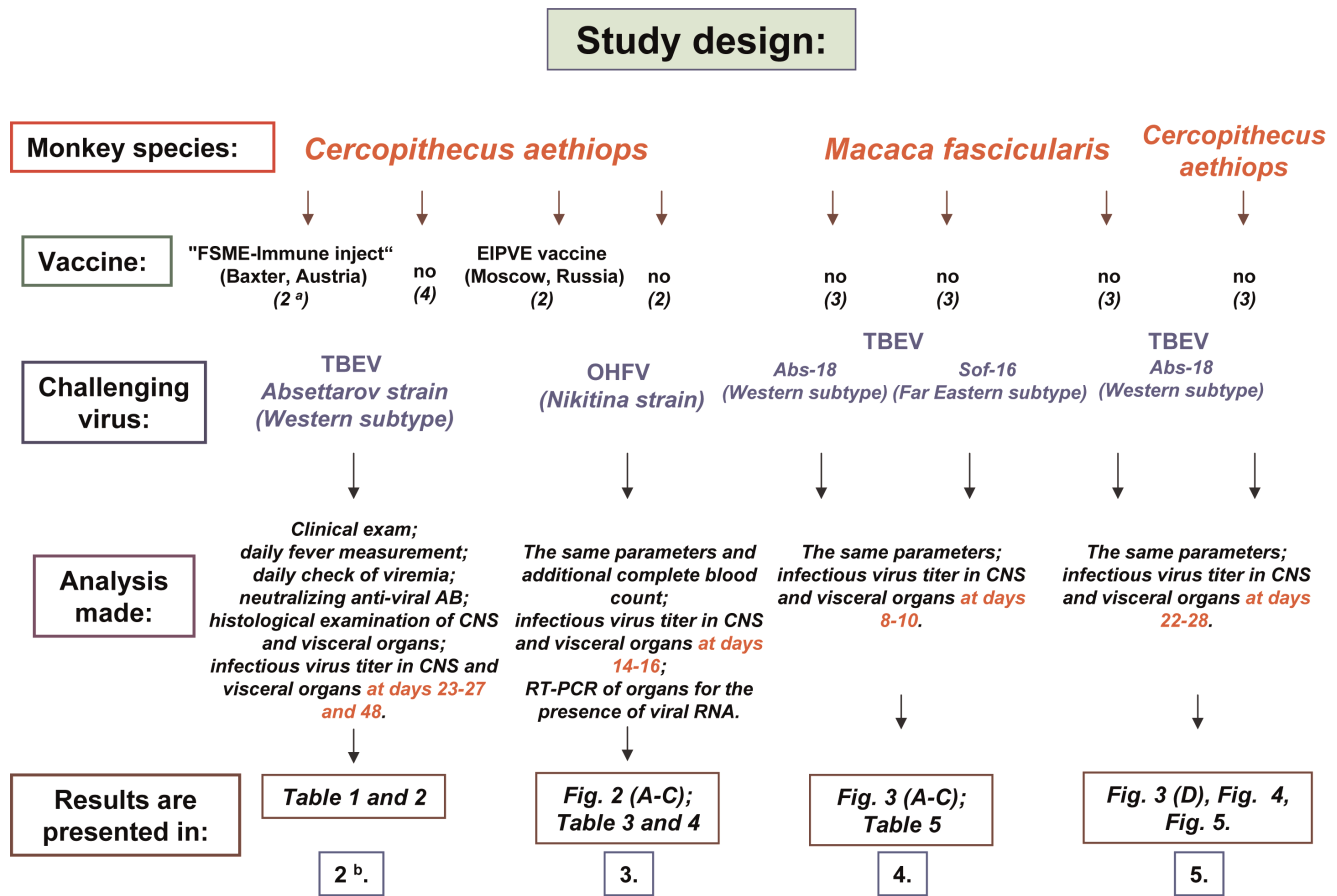 Study design:
Monkey species:
Cercopithecus aethiops
Macaca fascicularis
Cercopithecus
aethiops
Vaccine:
"FSME-Immune inject“
(Baxter, Austria)
(2 a)
no
(4)
EIPVE vaccine
(Moscow, Russia)
(2)
no
(2)
no
(3)
no
(3)
no
(3)
no
(3)
Challenging
virus:
TBEV
Absettarov strain
(Western subtype)
OHFV
(Nikitina strain)
TBEV
Abs-18
(Western subtype)
Sof-16
(Far Eastern subtype)
TBEV
Abs-18
(Western subtype)
Analysis
made:
Clinical exam;
daily fever measurement;
daily check of viremia;
neutralizing anti-viral AB;
histological examination of CNS
and visceral organs;
infectious virus titer in CNS and
visceral organs at days 23-27
and 48.
The same parameters and
additional complete blood
count;
infectious virus titer in CNS
and visceral organs at days
14-16;
RT-PCR of organs for the
presence of viral RNA.
The same parameters;
infectious virus titer in CNS
and visceral organs at days
8-10.
The same parameters;
infectious virus titer in CNS
and visceral organs at days
22-28.
Results are
presented in:
Table 1 and 2
Fig. 2 (A-C);
Table 3 and 4
Fig. 3 (A-C);
Table 5
Fig. 3 (D), Fig. 4,
Fig. 5.
2 b.
3.
4.
5.